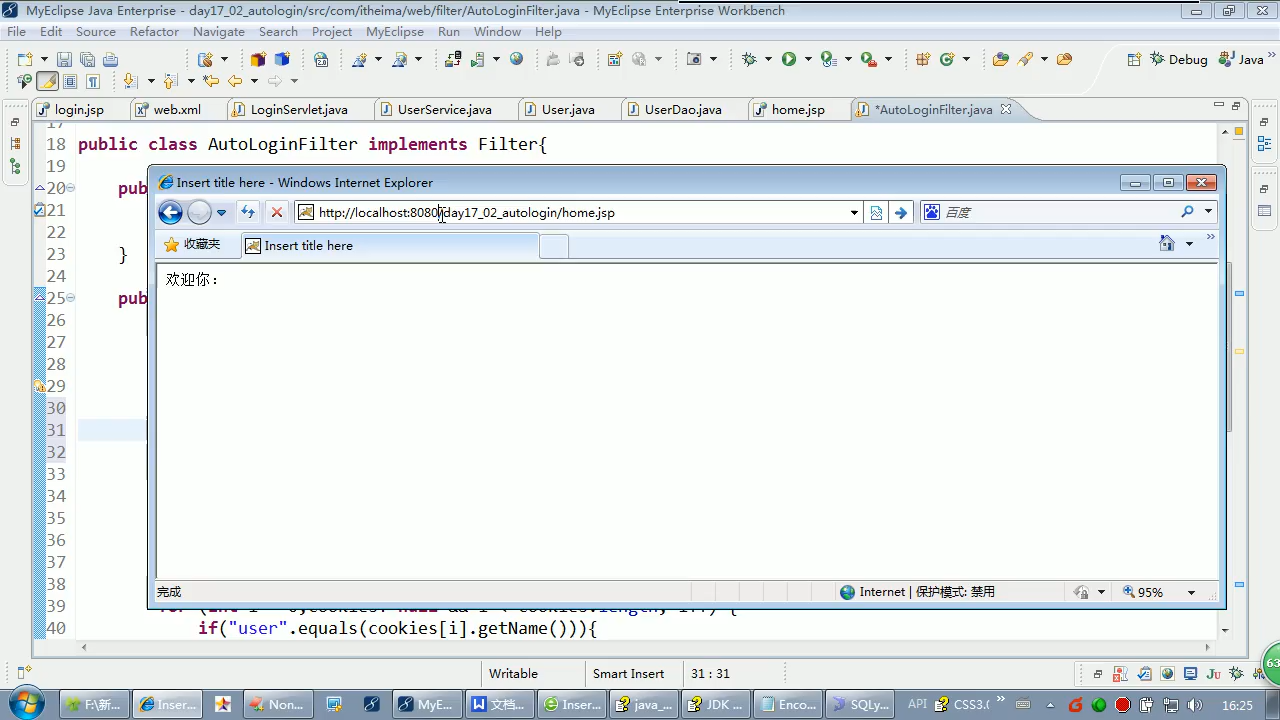 MyEclipse Java Enterprise - day17_02_autologin/src/com/itheima/web/filter/AutoLoginFilter.java - MyEclipse Enterprise Workbench
File Edit Source Refactor Navigate Search Project MyEclipse Run Window Help
Debug Java
login.jsp web.xml LoginServlet.java UserService.java User.java UserDao.java home.jsp *AutoLoginFilter.java
17
18 public class AutoLoginFilter implements Filter{
19
20 pub
21
22
23 }
24
25 pub
26
27
28
29
30
31
32
33
34
35
36
37
38
39
40 if("user".equals(cookies[i].getName())){
Insert title here - Windows Internet Explorer
http://localhost:8080/day17_02_autologin/home.jsp
百度
收藏夹 Insert title here
欢迎你：
完成 Internet | 保护模式: 禁用 95%
Writable Smart Insert 31 : 31
63
F:\新... Inser... Non... MyE... 文档... Inser... java_... JDK ... Enco... SQLy... API CSS3.( 16:25